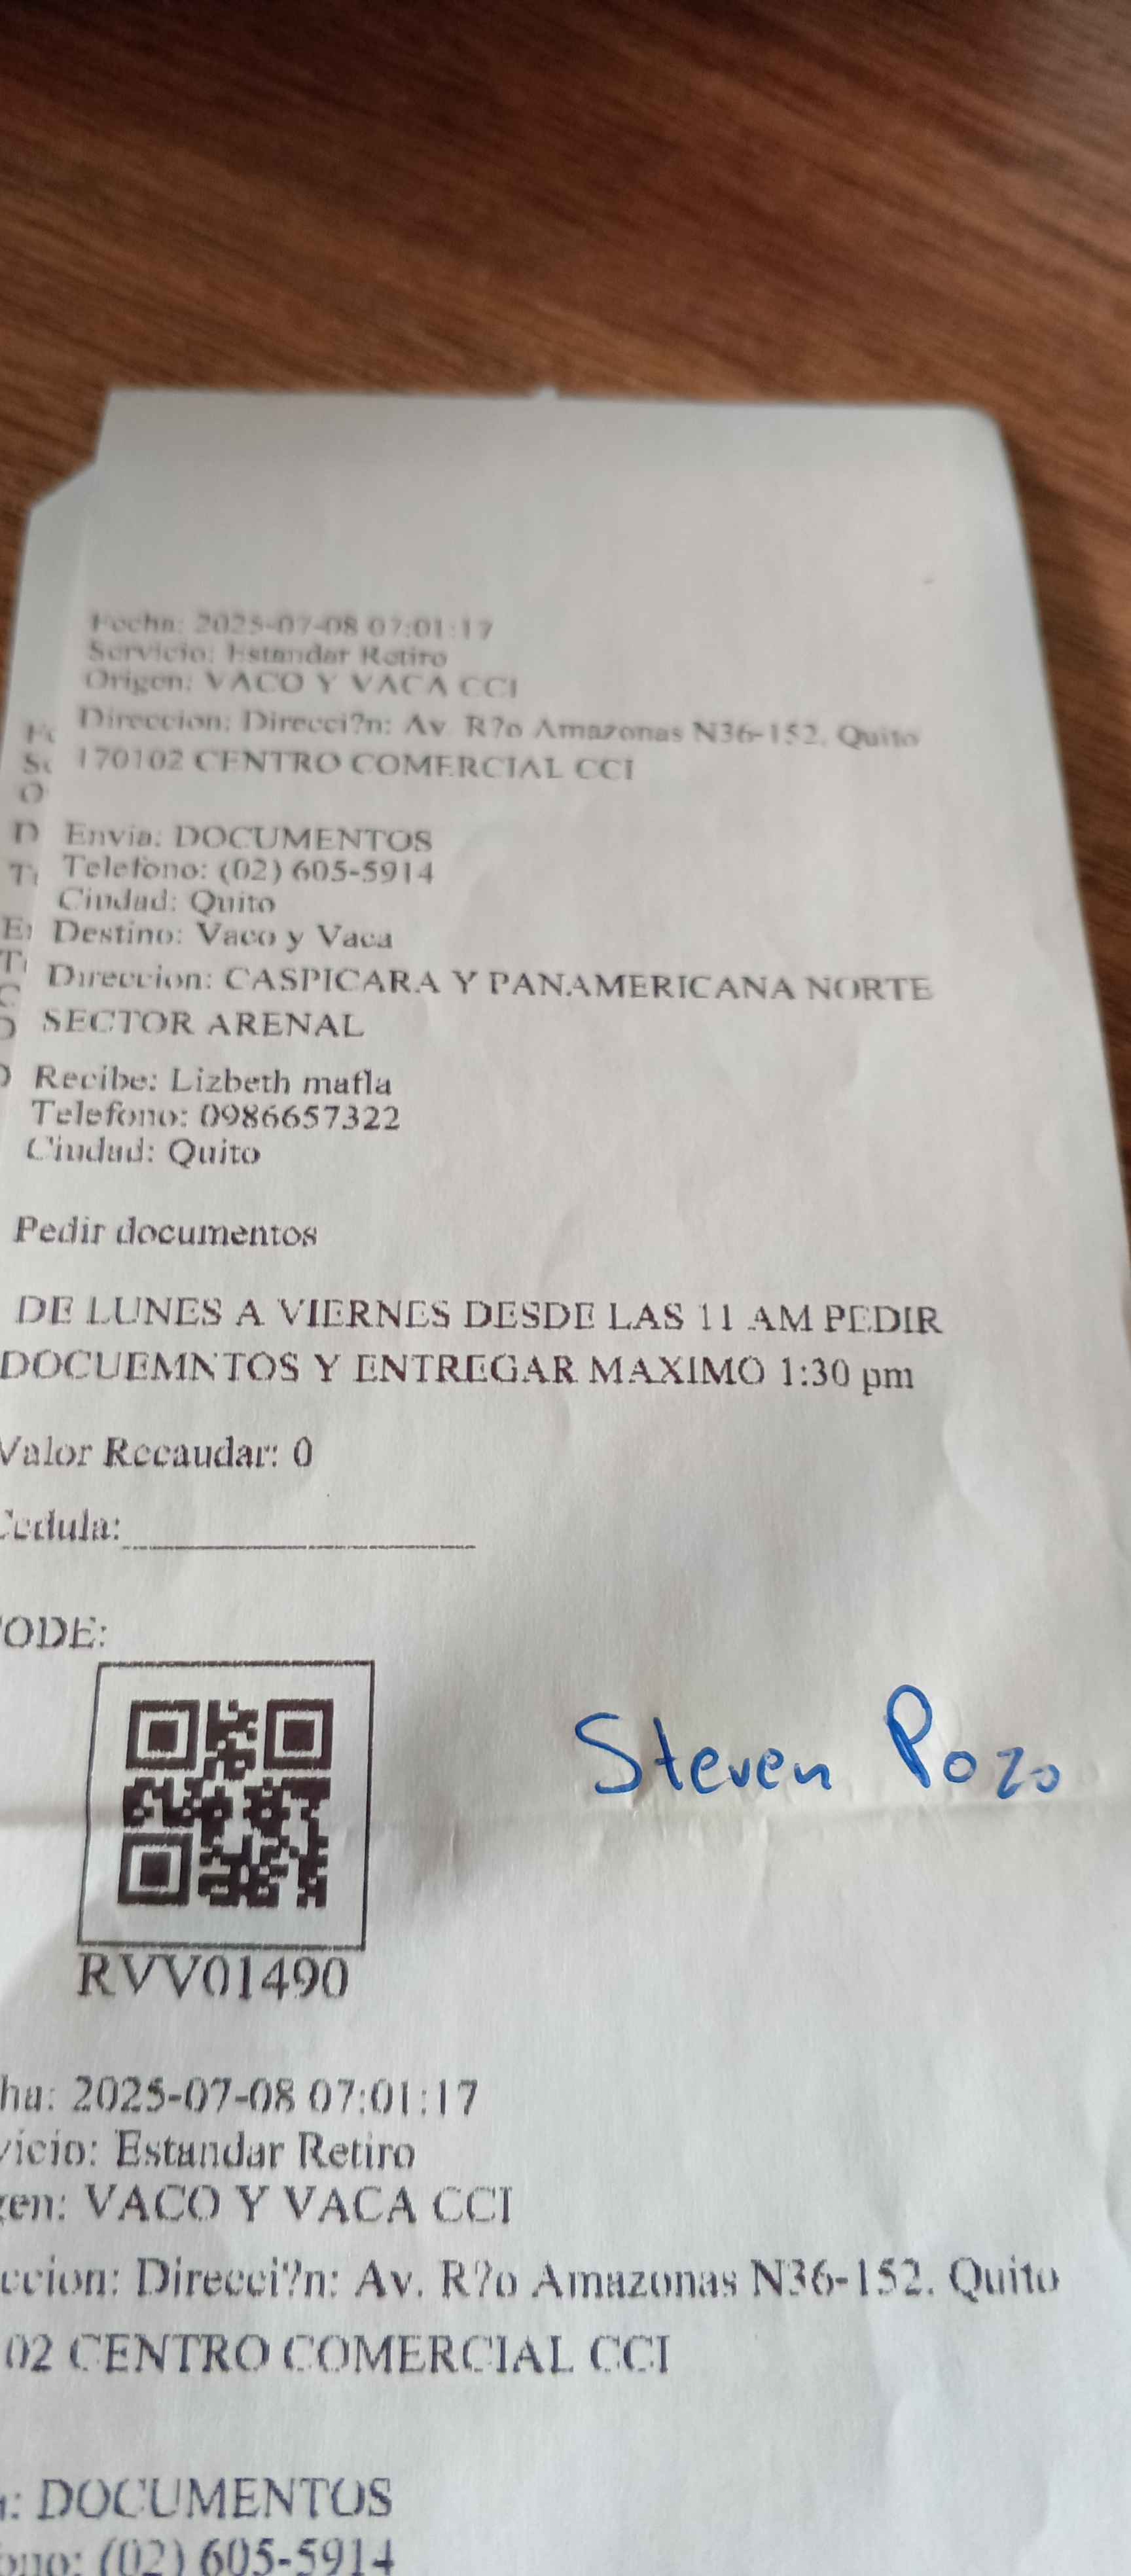 Fecha: 2025-07-08 07:01:17
Servicio: Estandar Retiro
Origen: VACO Y VACA CCI
Direccion: Direcci?n: Av. R?o Amazonas N36-152, Quito
170102 CENTRO COMERCIAL CCI
Envia: DOCUMENTOS
Telefono: (02) 605-5914
Ciudad: Quito
Destino: Vaco y Vaca
Direccion: CASPICARA Y PANAMERICANA NORTE
SECTOR ARENAL
Recibe: Lizbeth mafla
Telefono: 0986657322
Ciudad: Quito
Pedir documentos
DE LUNES A VIERNES DESDE LAS 11 AM PEDIR
DOCUEMNTOS Y ENTREGAR MAXIMO 1:30 pm
Valor Recaudar: 0
Cedula:
ODE:
Steven Pozo
RVV01490
ha: 2025-07-08 07:01:17
vicio: Estandar Retiro
gen: VACO Y VACA CCI
ccion: Direcci?n: Av. R?o Amazonas N36-152, Quito
02 CENTRO COMERCIAL CCI
: DOCUMENTOS
ono: (02) 605-5914